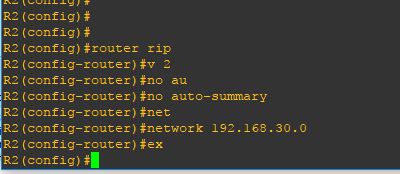 R2(config)#
R2(config)#
R2(config)#
R2(config)#router rip
R2(config-router)#v 2
R2(config-router)#no au
R2(config-router)#no auto-summary
R2(config-router)#net
R2(config-router)#network 192.168.30.0
R2(config-router)#ex
R2(config)#